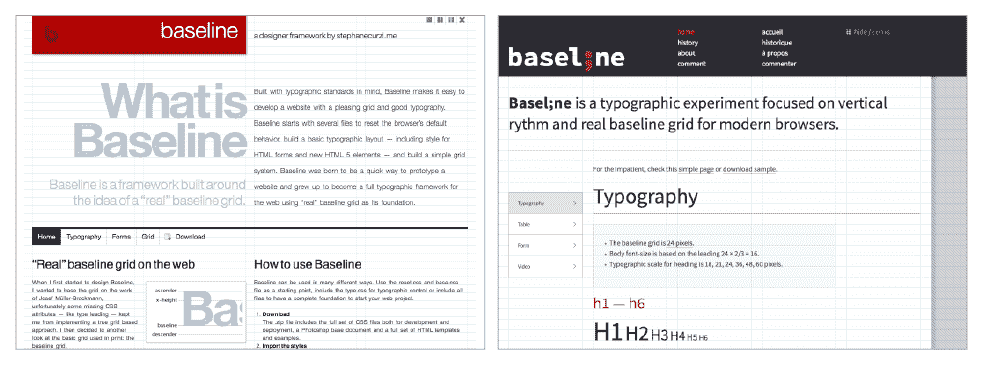 baseline
a designer framework by stephanecurzi.me
What is
Baseline
Baseline is a framework built around
the idea of a "real" baseline grid.
Built with typographic standards in mind, Baseline makes it easy to
develop a website with a pleasing grid and good typography.
Baseline starts with several files to reset the browser's default
behavior, build a basic typographic layout — including style for
HTML forms and new HTML 5 elements — and build a simple grid
system. Baseline was born to be a quick way to prototype a
website and grew up to become a full typographic framework for
the web using "real" baseline grid as its foundation.
Home Typography Forms Grid Download
"Real" baseline grid on the web
When I first started to design Baseline,
I wanted to base the grid on the work
of Josef Müller-Brockmann,
unfortunately some missing CSS
attributes — the type leading — kept
me from implementing a true grid based
approach. I then decided to another
look at the basic grid used in print: the
baseline grid.
ascender
x-height
baseline
descender
Bas
How to use Baseline
Baseline can be used in many different ways. Use the reset.css and base.css
file as a starting point, include the type.css for typographic control or include all
files to have a complete foundation to start your web project.
1. Download
The .zip file includes the full set of CSS files both for development and
deployment, a Photoshop base document and a full set of HTML templates
and examples.
2. Import the styles
basel;ne
home
history
about
comment
accueil
historique
à propos
commenter
Basel;ne is a typographic experiment focused on vertical
rythm and real baseline grid for modern browsers.
For the impatient, check this simple page or download sample.
Typography
Table
Form
Video
Typography
• The baseline grid is 24 pixels.
• Body font-size is based on the leading 24 × 2/3 = 16.
• Typographic scale for heading is 18, 21, 24, 36, 48, 60 pixels.
h1 — h6
H1 H2 H3 H4 H5 H6